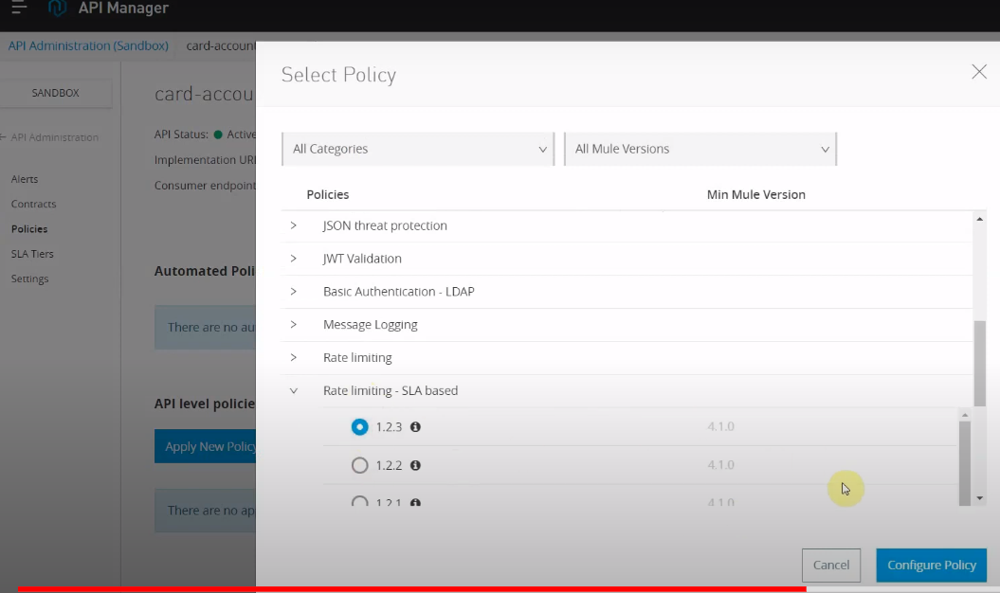 API Manager
API Administration (Sandbox) card-account
Select Policy
SANDBOX
card-accou
API Administration
API Status: Active
Implementation URI
Consumer endpoint
Alerts
Contracts
Policies
SLA Tiers
Settings
Automated Poli
There are no au
API level policie
Apply New Policy
There are no ap
All Categories All Mule Versions
Policies Min Mule Version
JSON threat protection
JWT Validation
Basic Authentication - LDAP
Message Logging
Rate limiting
Rate limiting - SLA based
1.2.3 4.1.0
1.2.2 4.1.0
1.2.1 4.1.0
Cancel Configure Policy